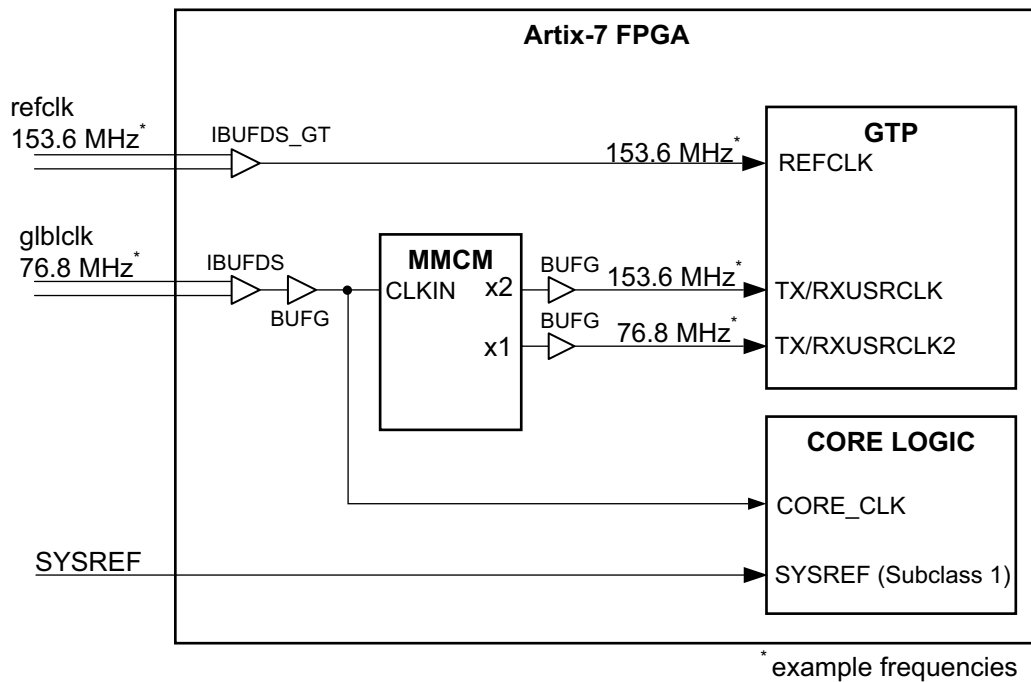 Artix-7 FPGA
refclk
153.6 MHz*
IBUFDS_GT
153.6 MHz*
GTP
REFCLK
glblclk
76.8 MHz*
IBUFDS
BUFG
MMCM
CLKIN
x2
x1
BUFG
153.6 MHz*
TX/RXUSRCLK
BUFG
76.8 MHz*
TX/RXUSRCLK2
CORE LOGIC
CORE_CLK
SYSREF
SYSREF (Subclass 1)
* example frequencies